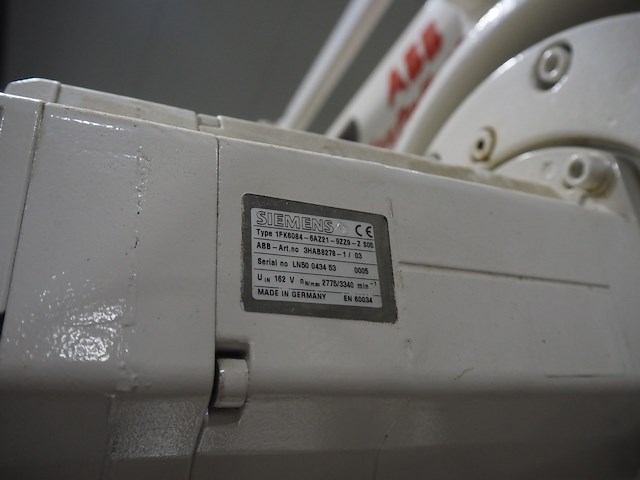 ABB
SIEMENS CE
Type 1FK6084-6AZ21-9ZZ9-Z S05
ABB-Art.no 3HAB8278-1/ 03
Serial no LN50 0434 53 0005
U IN 162 V n N/max 2775/3340 min⁻¹
MADE IN GERMANY EN 60034